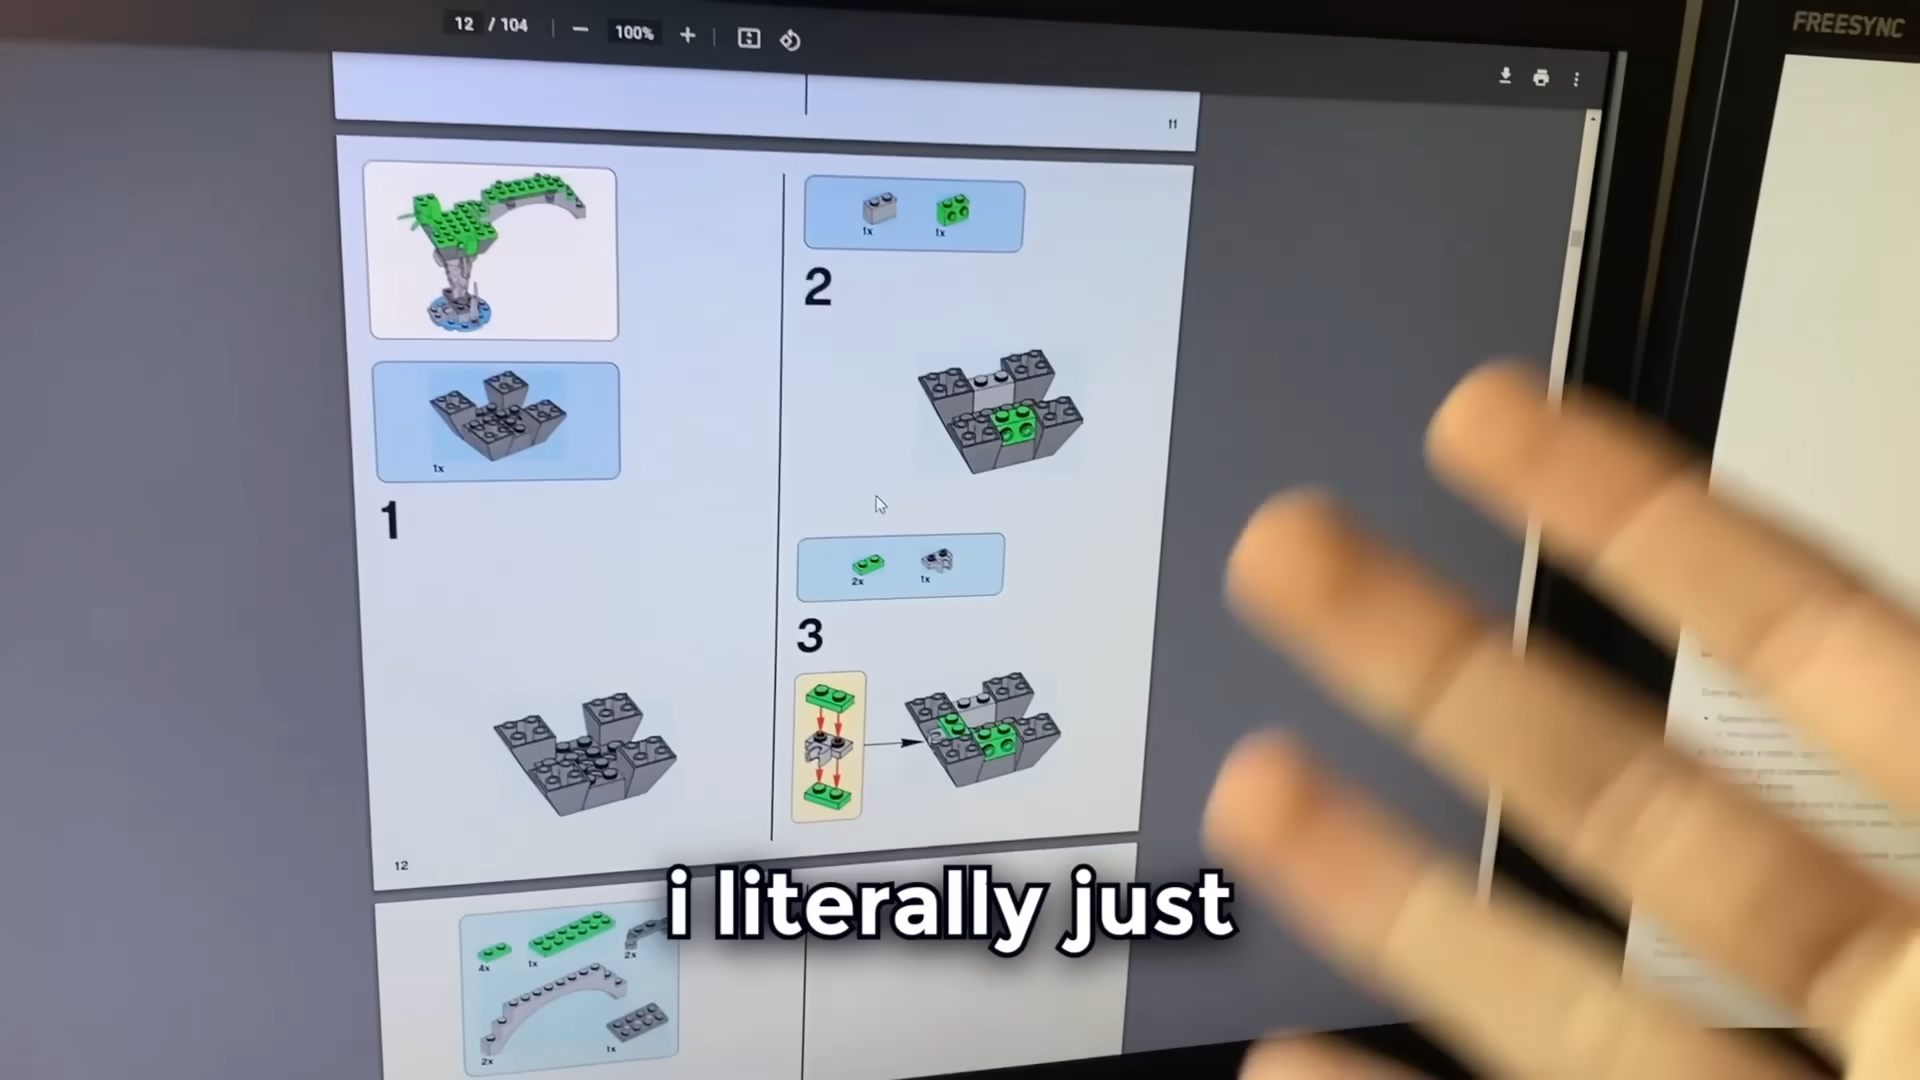 12 / 104
100%
FREESYNC
11
1x
1x
2
1x
1
2x
1x
3
12
4x
1x
2x
2x
1x
i literally just